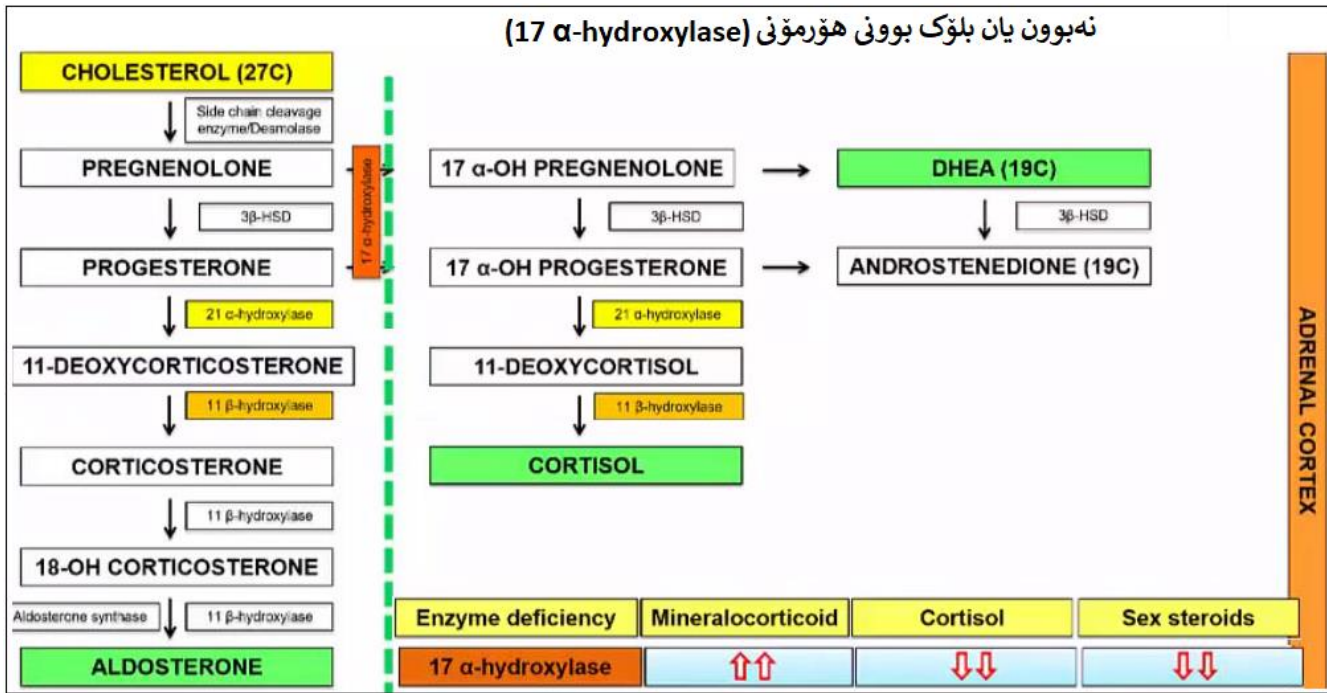 نەبوون یان بلۆک بوونی هۆرمۆنی (17 α-hydroxylase)
CHOLESTEROL (27C)
Side chain cleavage
enzyme/Desmolase
PREGNENOLONE
17 α-hydroxylase
17 α-OH PREGNENOLONE
DHEA (19C)
3β-HSD
3β-HSD
3β-HSD
PROGESTERONE
17 α-OH PROGESTERONE
ANDROSTENEDIONE (19C)
21 α-hydroxylase
21 α-hydroxylase
11-DEOXYCORTICOSTERONE
11-DEOXYCORTISOL
11 β-hydroxylase
11 β-hydroxylase
CORTICOSTERONE
CORTISOL
11 β-hydroxylase
18-OH CORTICOSTERONE
Aldosterone synthase
11 β-hydroxylase
ALDOSTERONE
Enzyme deficiency Mineralocorticoid Cortisol Sex steroids
17 α-hydroxylase ⇧⇧ ⇩⇩ ⇩⇩
ADRENAL CORTEX